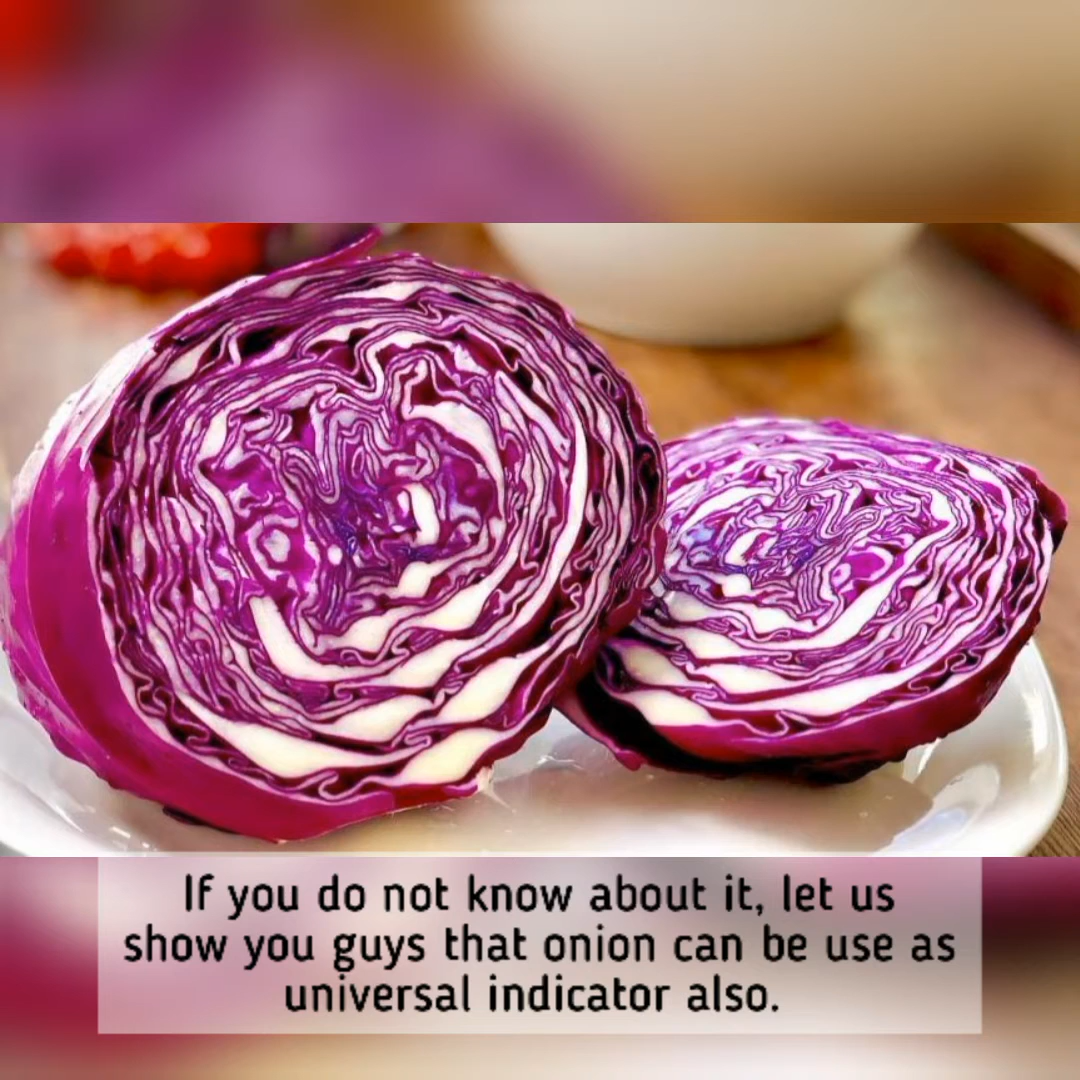 If you do not know about it, let us
show you guys that onion can be use as
universal indicator also.